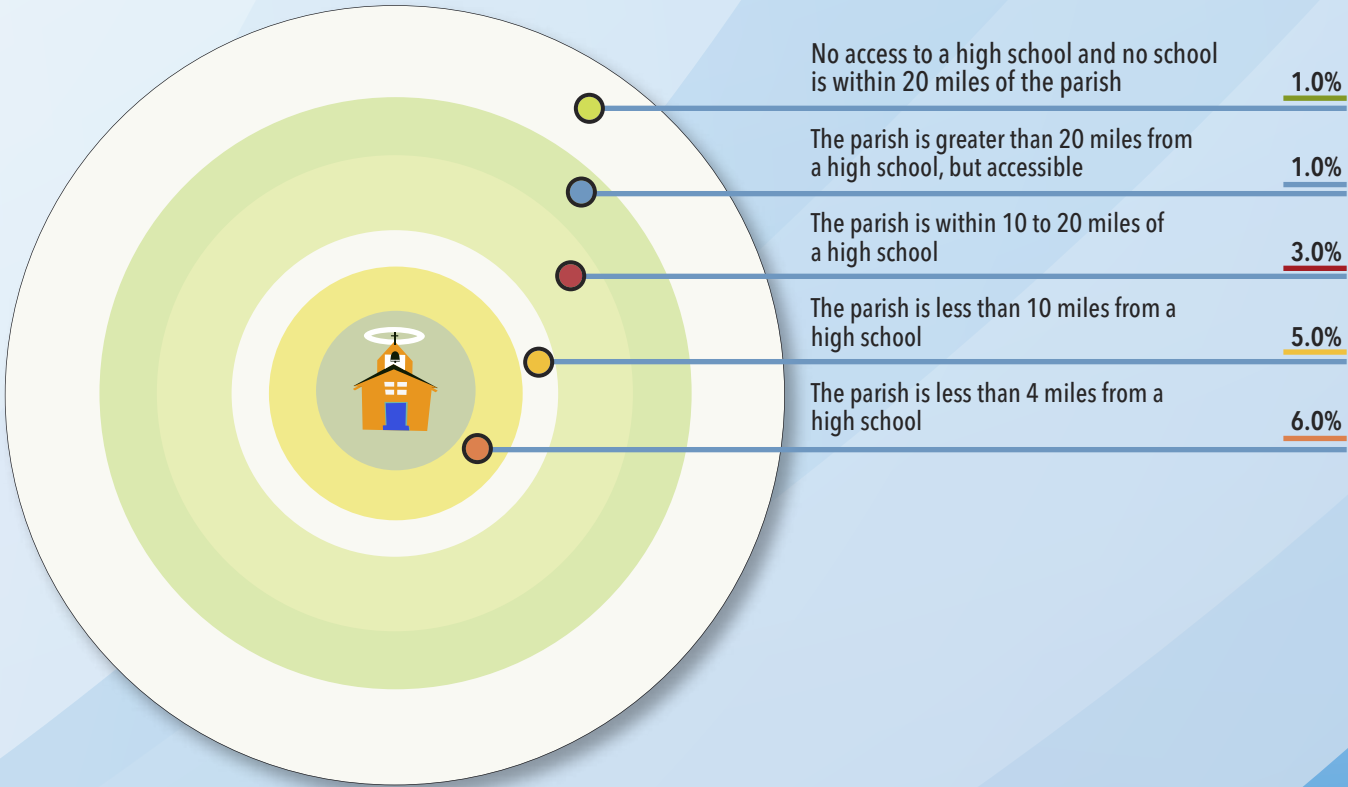 No access to a high school and no school
is within 20 miles of the parish 1.0%
The parish is greater than 20 miles from
a high school, but accessible 1.0%
The parish is within 10 to 20 miles of
a high school 3.0%
The parish is less than 10 miles from a
high school 5.0%
The parish is less than 4 miles from a
high school 6.0%